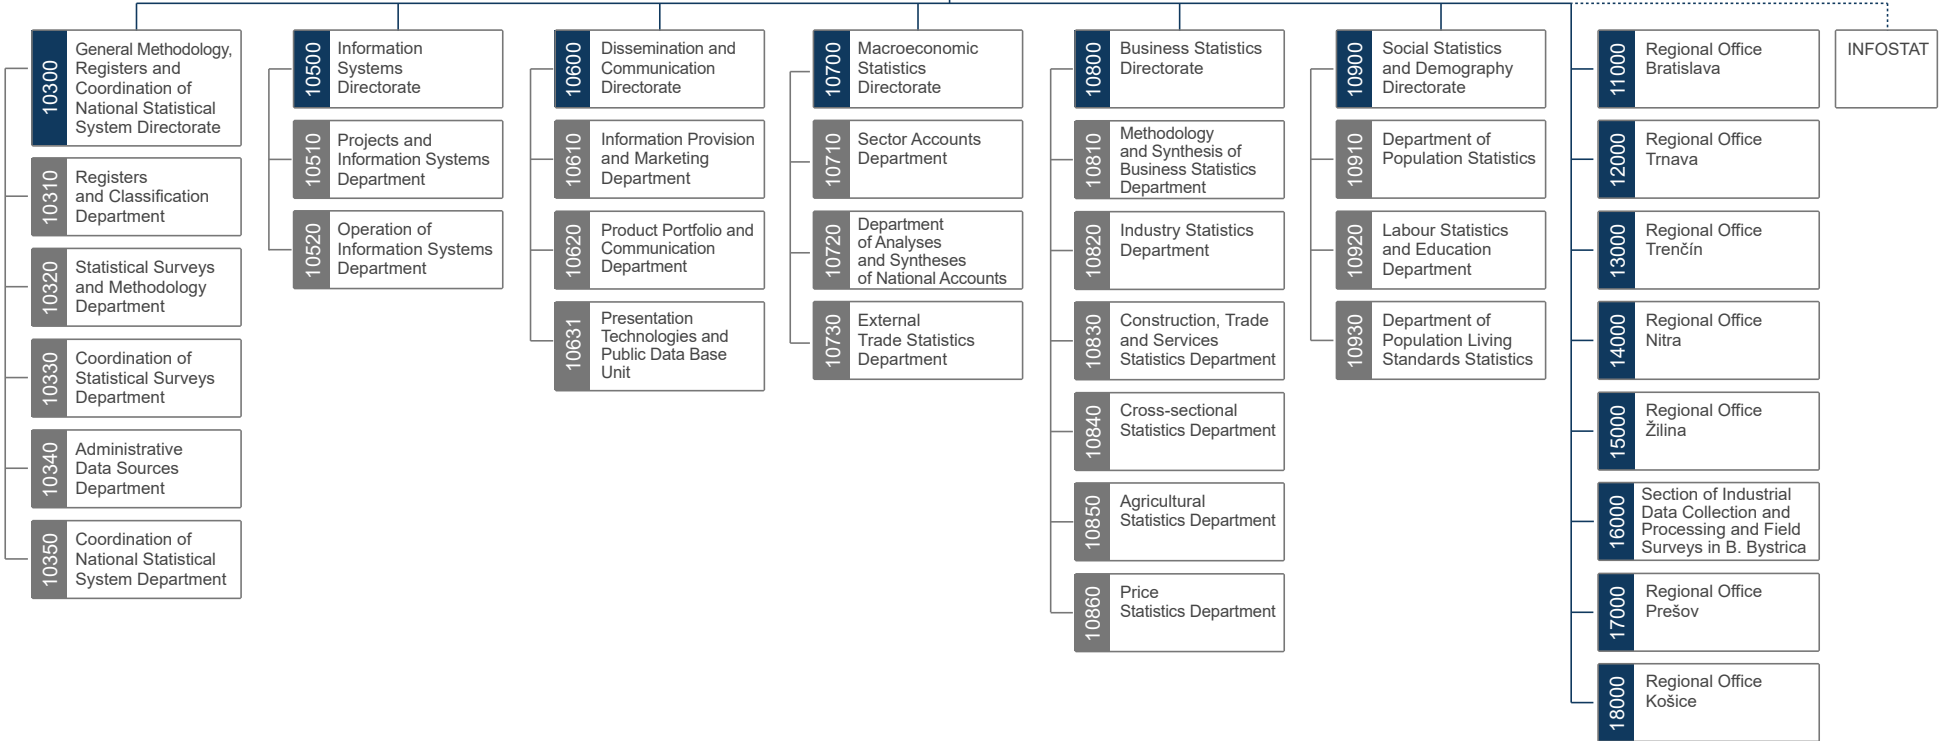 10300
General Methodology,
Registers and
Coordination of
National Statistical
System Directorate
10310
Registers
and Classification
Department
10320
Statistical Surveys
and Methodology
Department
10330
Coordination of
Statistical Surveys
Department
10340
Administrative
Data Sources
Department
10350
Coordination of
National Statistical
System Department
10500
Information
Systems
Directorate
10510
Projects and
Information Systems
Department
10520
Operation of
Information Systems
Department
10600
Dissemination and
Communication
Directorate
10610
Information Provision
and Marketing
Department
10620
Product Portfolio and
Communication
Department
10631
Presentation
Technologies and
Public Data Base
Unit
10700
Macroeconomic
Statistics
Directorate
10710
Sector Accounts
Department
10720
Department
of Analyses
and Syntheses
of National Accounts
10730
External
Trade Statistics
Department
10800
Business Statistics
Directorate
10810
Methodology
and Synthesis of
Business Statistics
Department
10820
Industry Statistics
Department
10830
Construction, Trade
and Services
Statistics Department
10840
Cross-sectional
Statistics Department
10850
Agricultural
Statistics Department
10860
Price
Statistics Department
10900
Social Statistics
and Demography
Directorate
10910
Department of
Population Statistics
10920
Labour Statistics
and Education
Department
10930
Department of
Population Living
Standards Statistics
11000
Regional Office
Bratislava
12000
Regional Office
Trnava
13000
Regional Office
Trenčín
14000
Regional Office
Nitra
15000
Regional Office
Žilina
16000
Section of Industrial
Data Collection and
Processing and Field
Surveys in B. Bystrica
17000
Regional Office
Prešov
18000
Regional Office
Košice
INFOSTAT